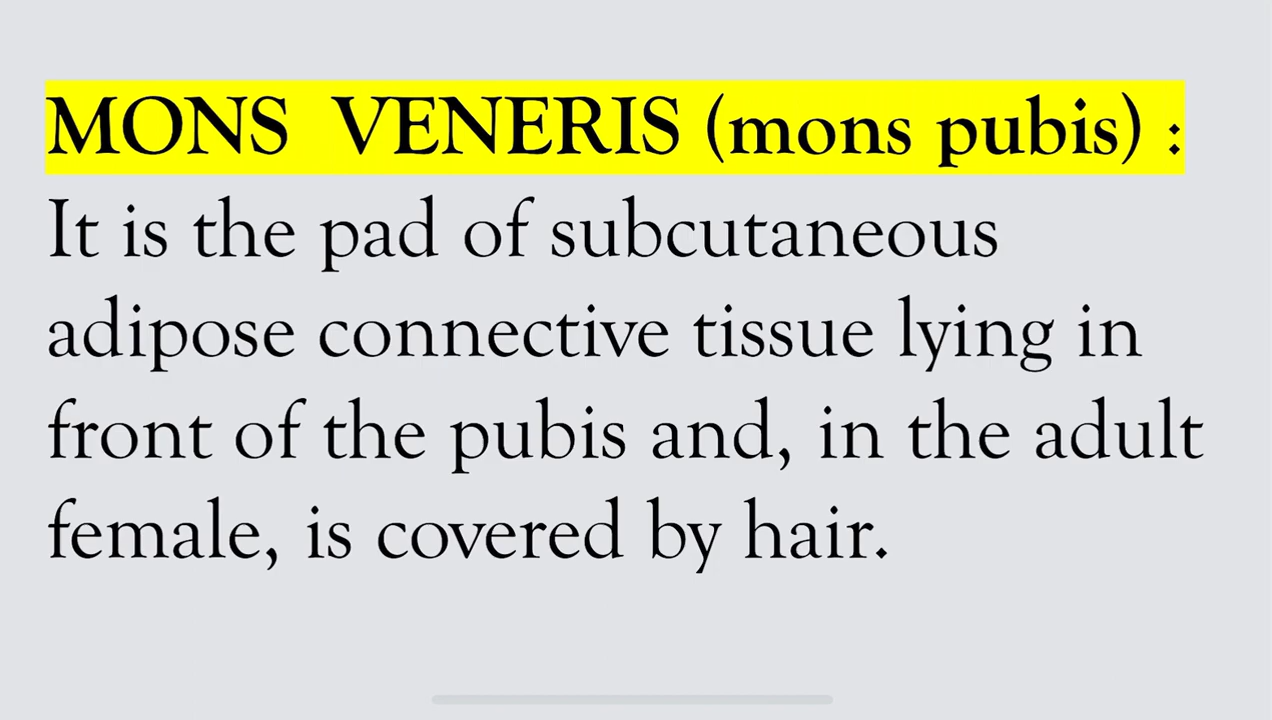 MONS VENERIS (mons pubis) :
It is the pad of subcutaneous
adipose connective tissue lying in
front of the pubis and, in the adult
female, is covered by hair.